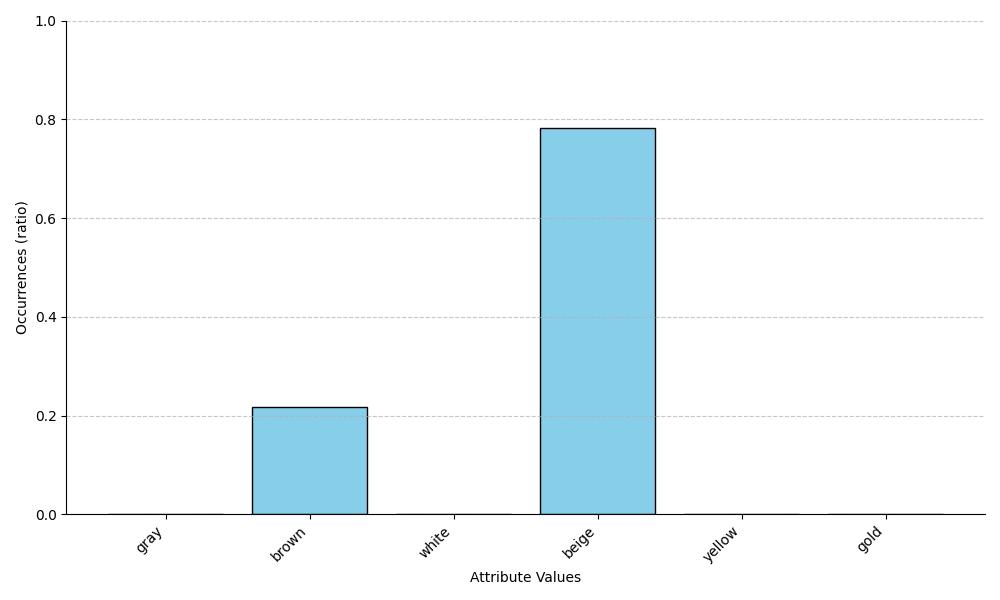 1.0
0.8
0.6
0.4
0.2
0.0
Occurrences (ratio)
gray
brown
white
beige
yellow
gold
Attribute Values